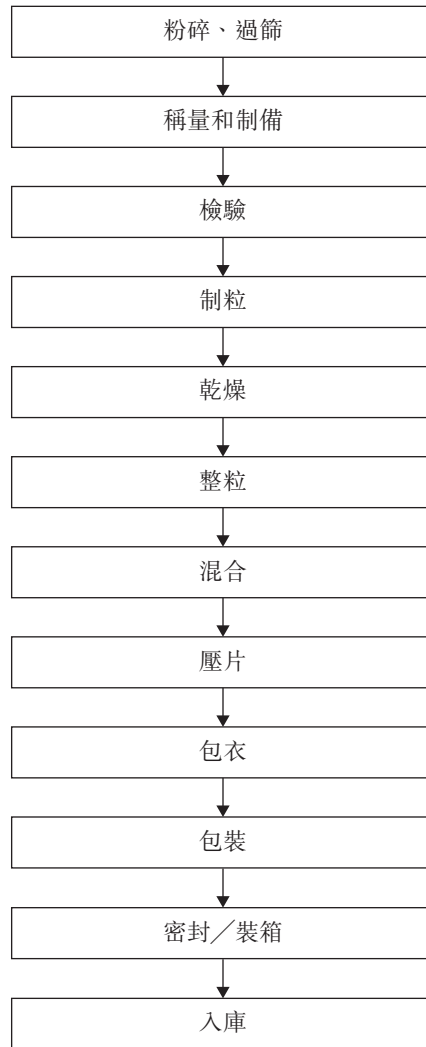 粉碎、過篩
稱量和制備
檢驗
制粒
乾燥
整粒
混合
壓片
包衣
包裝
密封／裝箱
入庫